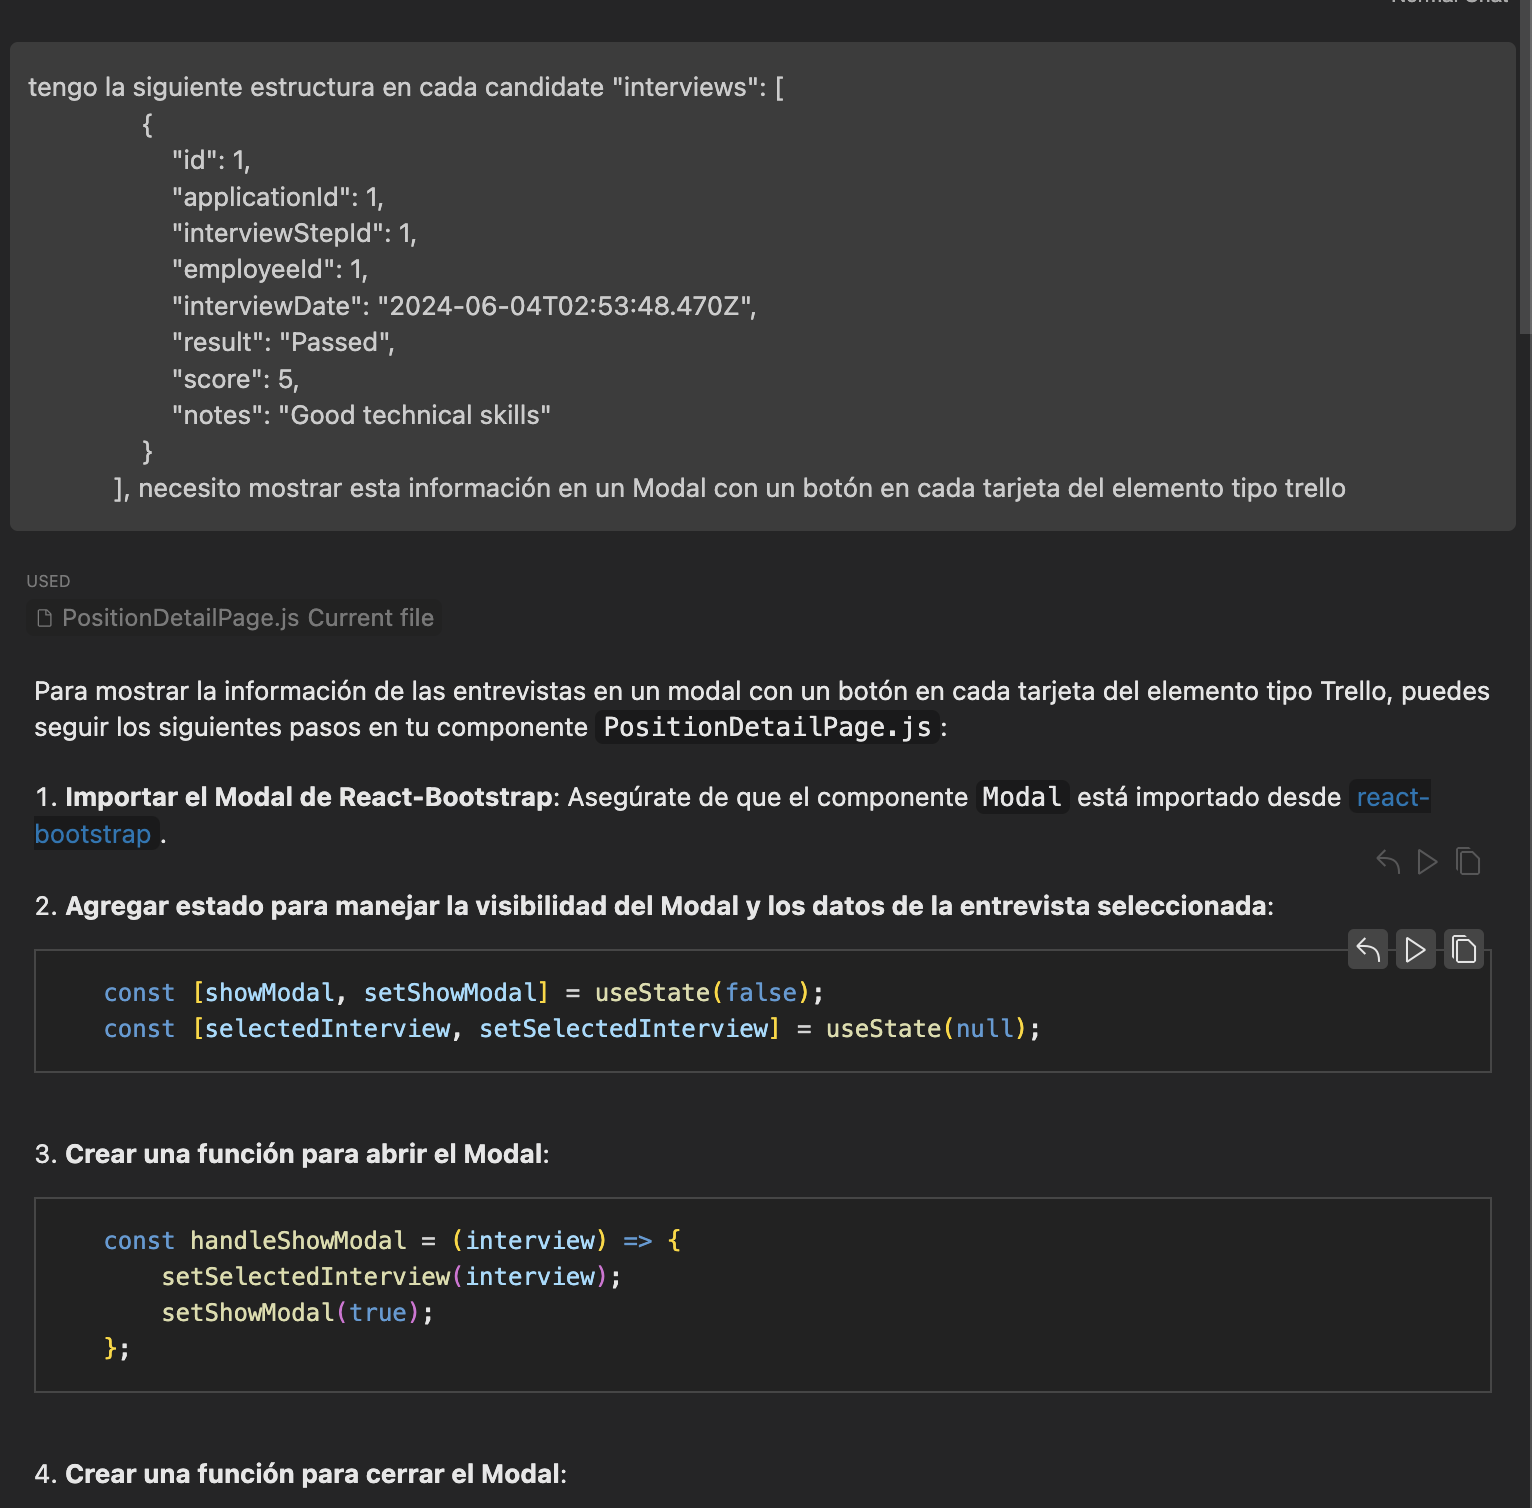 Normal Chat
tengo la siguiente estructura en cada candidate "interviews": [
{
"id": 1,
"applicationId": 1,
"interviewStepId": 1,
"employeeId": 1,
"interviewDate": "2024-06-04T02:53:48.470Z",
"result": "Passed",
"score": 5,
"notes": "Good technical skills"
}
], necesito mostrar esta información en un Modal con un botón en cada tarjeta del elemento tipo trello
USED
PositionDetailPage.js Current file
Para mostrar la información de las entrevistas en un modal con un botón en cada tarjeta del elemento tipo Trello, puedes
seguir los siguientes pasos en tu componente PositionDetailPage.js:
1. Importar el Modal de React-Bootstrap: Asegúrate de que el componente Modal está importado desde react-
bootstrap.
2. Agregar estado para manejar la visibilidad del Modal y los datos de la entrevista seleccionada:
const [showModal, setShowModal] = useState(false);
const [selectedInterview, setSelectedInterview] = useState(null);
3. Crear una función para abrir el Modal:
const handleShowModal = (interview) => {
setSelectedInterview(interview);
setShowModal(true);
};
4. Crear una función para cerrar el Modal: